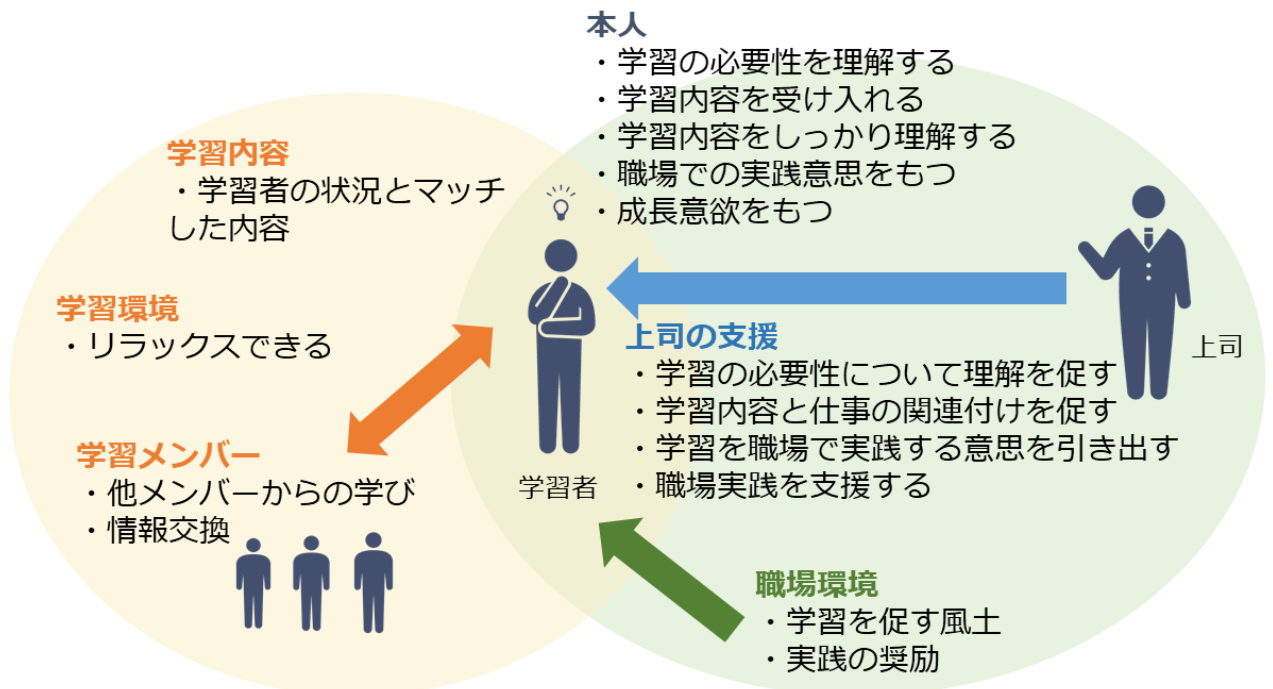 本人
・学習の必要性を理解する
・学習内容を受け入れる
・学習内容をしっかり理解する
・職場での実践意思をもつ
・成長意欲をもつ
学習内容
・学習者の状況とマッチ
した内容
学習環境
・リラックスできる
学習メンバー
・他メンバーからの学び
・情報交換
学習者
上司
上司の支援
・学習の必要性について理解を促す
・学習内容と仕事の関連付けを促す
・学習を職場で実践する意思を引き出す
・職場実践を支援する
職場環境
・学習を促す風土
・実践の奨励